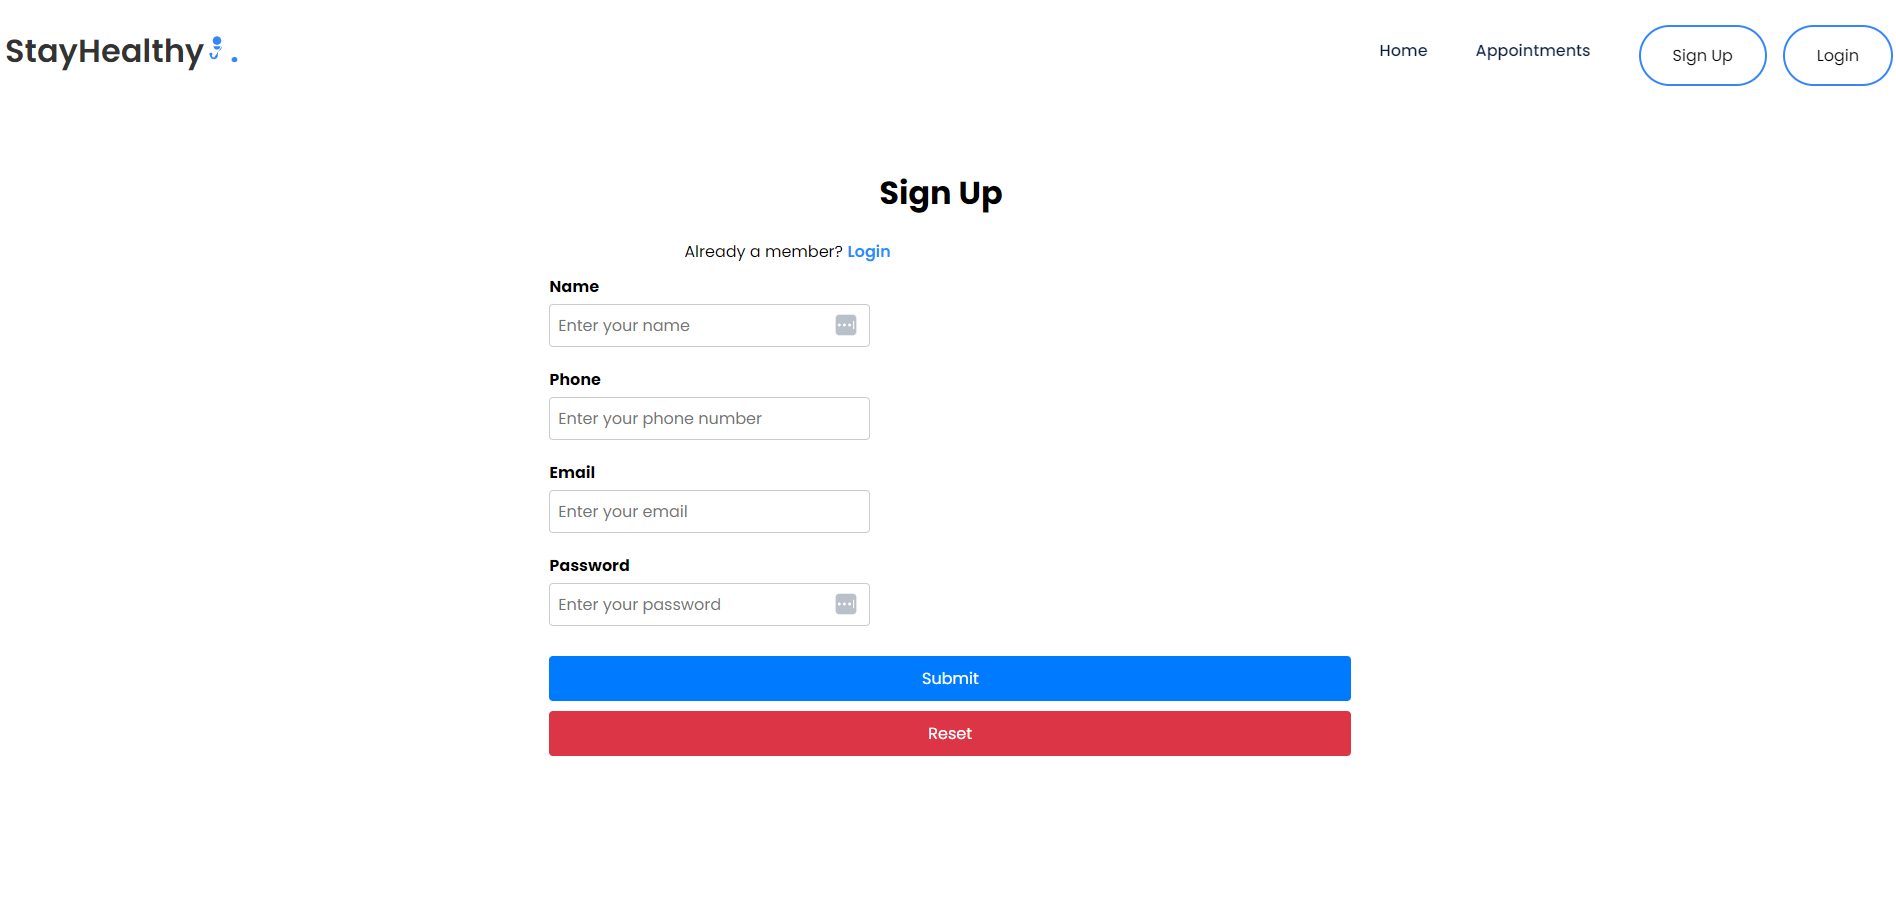 StayHealthy.
Home Appointments Sign Up Login
Sign Up
Already a member? Login
Name
Enter your name
Phone
Enter your phone number
Email
Enter your email
Password
Enter your password
Submit
Reset